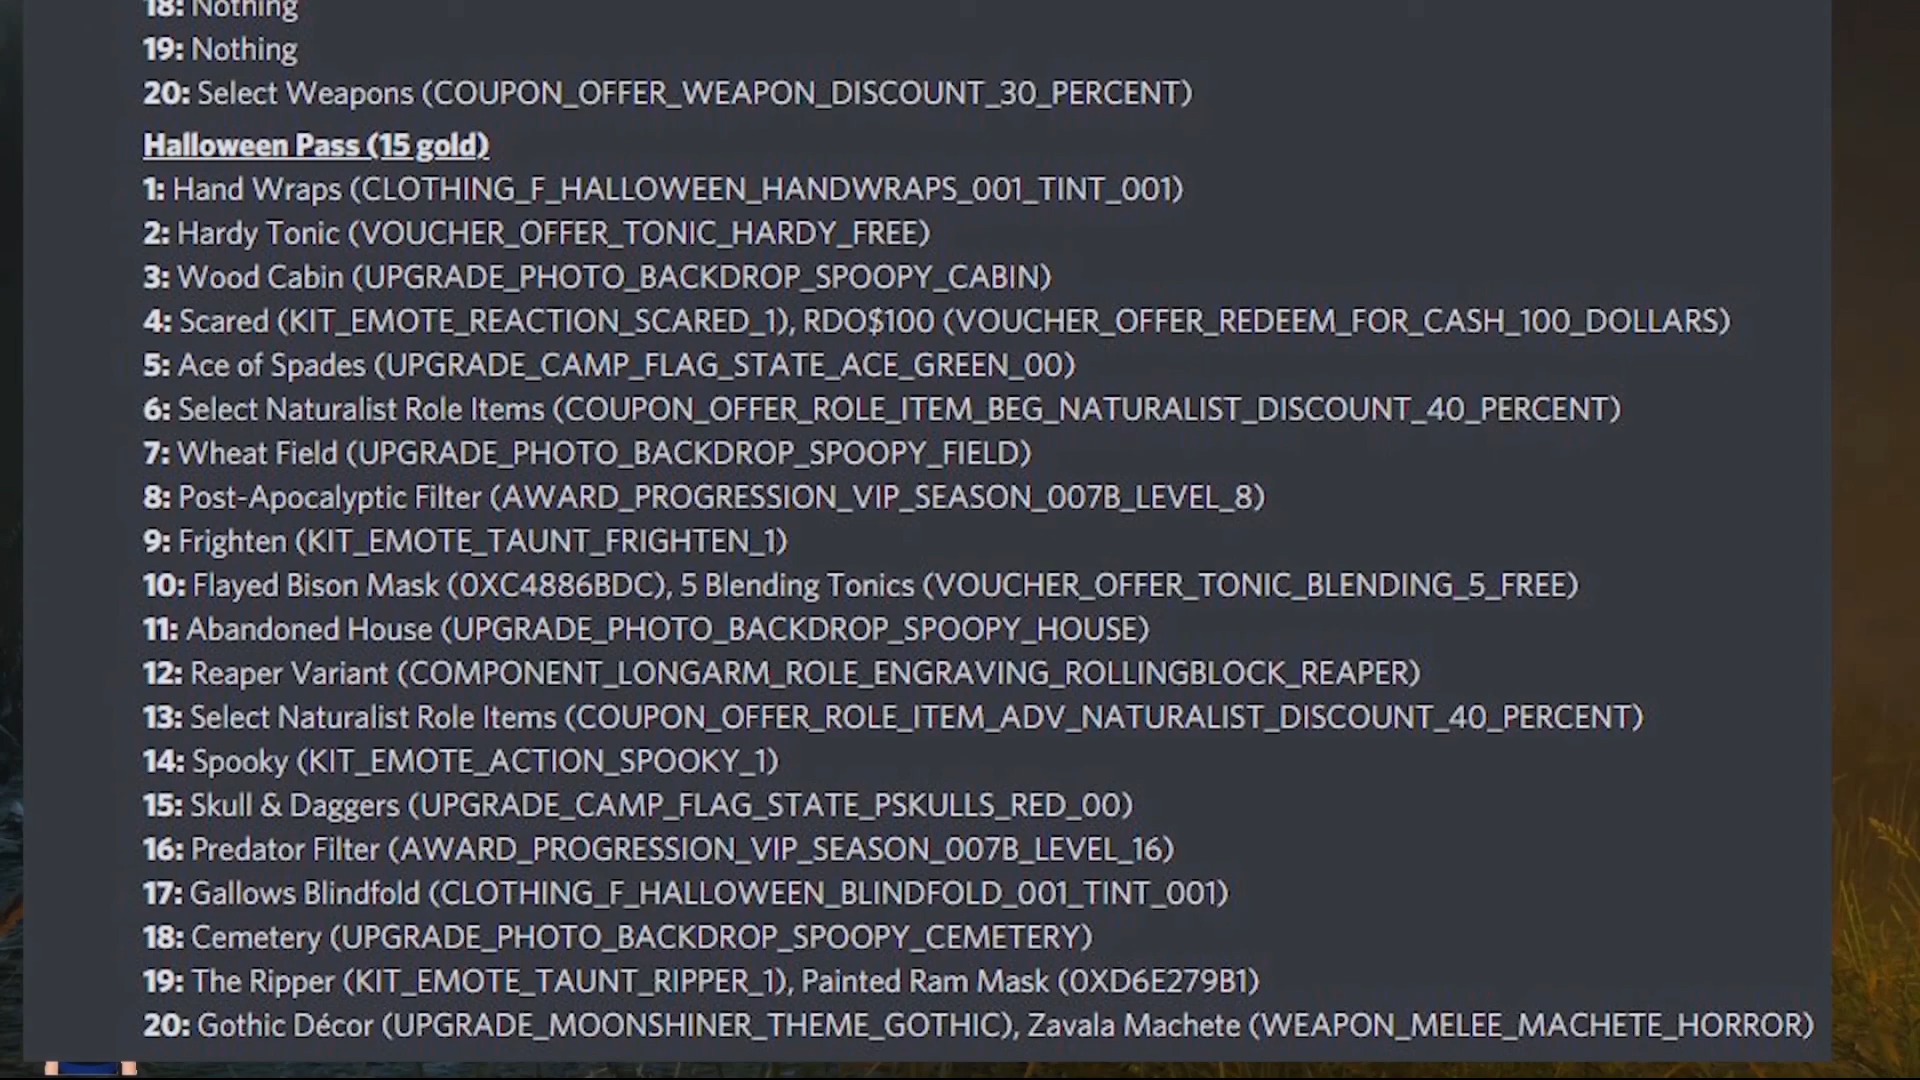 18: Nothing
19: Nothing
20: Select Weapons (COUPON_OFFER_WEAPON_DISCOUNT_30_PERCENT)
Halloween Pass (15 gold)
1: Hand Wraps (CLOTHING_F_HALLOWEEN_HANDWRAPS_001_TINT_001)
2: Hardy Tonic (VOUCHER_OFFER_TONIC_HARDY_FREE)
3: Wood Cabin (UPGRADE_PHOTO_BACKDROP_SPOOPY_CABIN)
4: Scared (KIT_EMOTE_REACTION_SCARED_1), RDO$100 (VOUCHER_OFFER_REDEEM_FOR_CASH_100_DOLLARS)
5: Ace of Spades (UPGRADE_CAMP_FLAG_STATE_ACE_GREEN_00)
6: Select Naturalist Role Items (COUPON_OFFER_ROLE_ITEM_BEG_NATURALIST_DISCOUNT_40_PERCENT)
7: Wheat Field (UPGRADE_PHOTO_BACKDROP_SPOOPY_FIELD)
8: Post-Apocalyptic Filter (AWARD_PROGRESSION_VIP_SEASON_007B_LEVEL_8)
9: Frighten (KIT_EMOTE_TAUNT_FRIGHTEN_1)
10: Flayed Bison Mask (0XC4886BDC), 5 Blending Tonics (VOUCHER_OFFER_TONIC_BLENDING_5_FREE)
11: Abandoned House (UPGRADE_PHOTO_BACKDROP_SPOOPY_HOUSE)
12: Reaper Variant (COMPONENT_LONGARM_ROLE_ENGRAVING_ROLLINGBLOCK_REAPER)
13: Select Naturalist Role Items (COUPON_OFFER_ROLE_ITEM_ADV_NATURALIST_DISCOUNT_40_PERCENT)
14: Spooky (KIT_EMOTE_ACTION_SPOOKY_1)
15: Skull & Daggers (UPGRADE_CAMP_FLAG_STATE_PSKULLS_RED_00)
16: Predator Filter (AWARD_PROGRESSION_VIP_SEASON_007B_LEVEL_16)
17: Gallows Blindfold (CLOTHING_F_HALLOWEEN_BLINDFOLD_001_TINT_001)
18: Cemetery (UPGRADE_PHOTO_BACKDROP_SPOOPY_CEMETERY)
19: The Ripper (KIT_EMOTE_TAUNT_RIPPER_1), Painted Ram Mask (0XD6E279B1)
20: Gothic Décor (UPGRADE_MOONSHINER_THEME_GOTHIC), Zavala Machete (WEAPON_MELEE_MACHETE_HORROR)